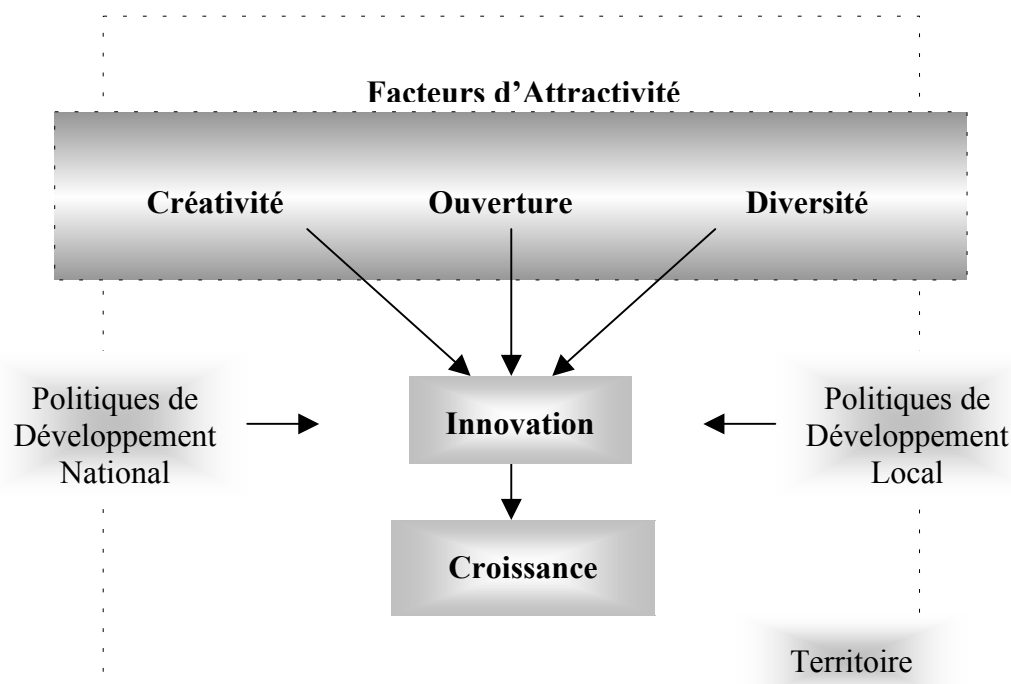 Facteurs d’Attractivité
Créativité Ouverture Diversité
Politiques de
Développement
National
Innovation
Politiques de
Développement
Local
Croissance
Territoire